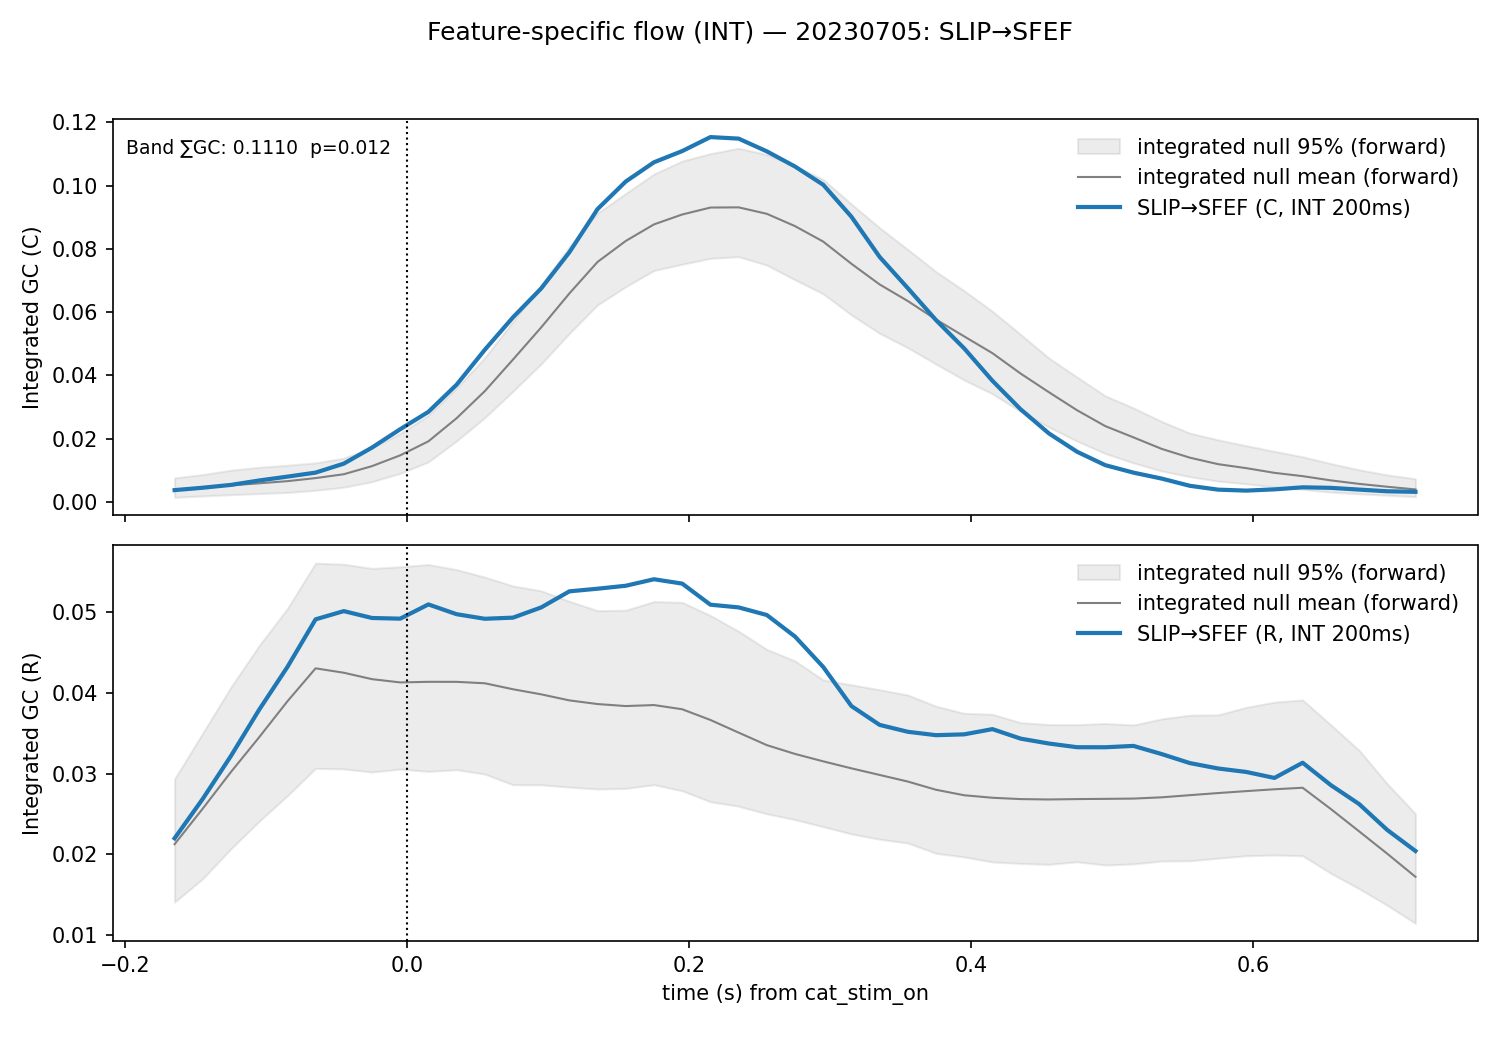 Feature-specific flow (INT) — 20230705: SLIP→SFEF
Integrated GC (C)
0.12
0.10
0.08
0.06
0.04
0.02
0.00
Band ∑GC: 0.1110  p=0.012
integrated null 95% (forward)
integrated null mean (forward)
SLIP→SFEF (C, INT 200ms)
Integrated GC (R)
0.05
0.04
0.03
0.02
0.01
integrated null 95% (forward)
integrated null mean (forward)
SLIP→SFEF (R, INT 200ms)
−0.2 0.0 0.2 0.4 0.6
time (s) from cat_stim_on